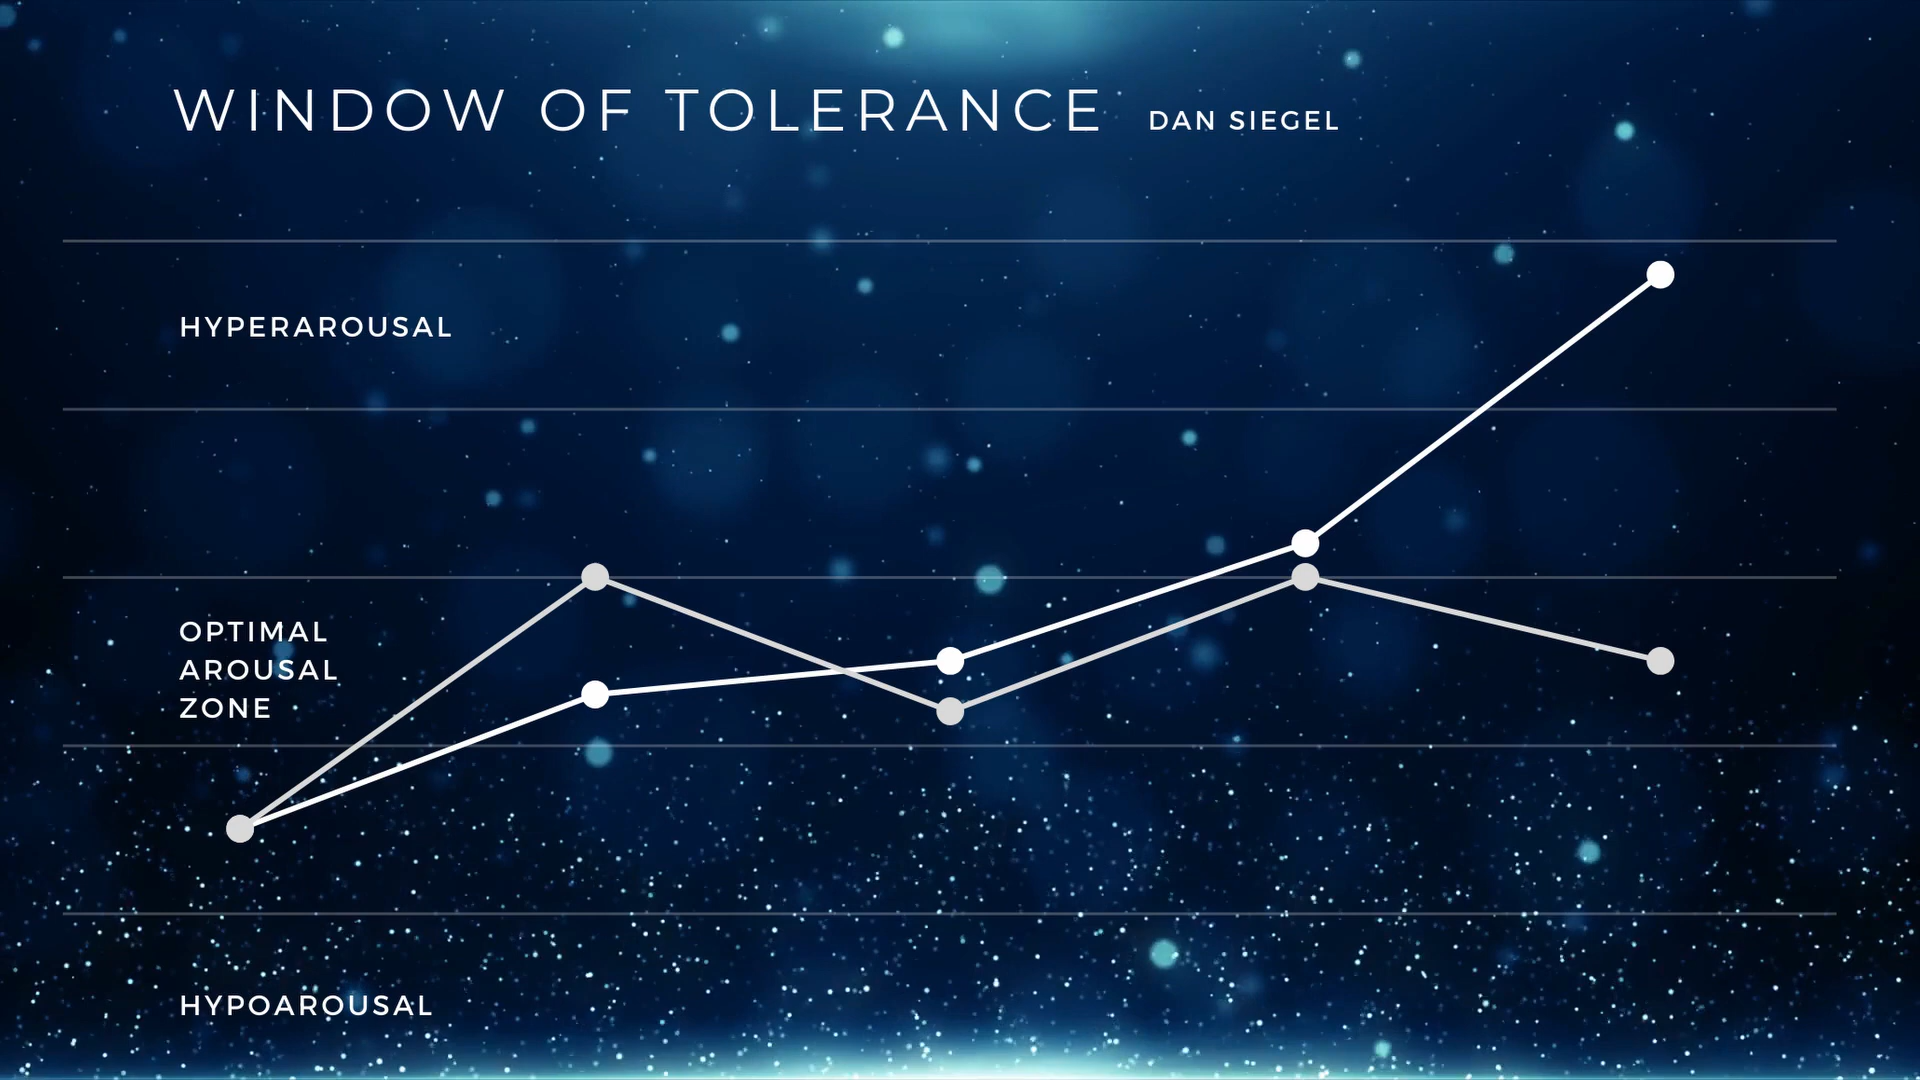 WINDOW OF TOLERANCE DAN SIEGEL
HYPERAROUSAL
OPTIMAL
AROUSAL
ZONE
HYPOAROUSAL